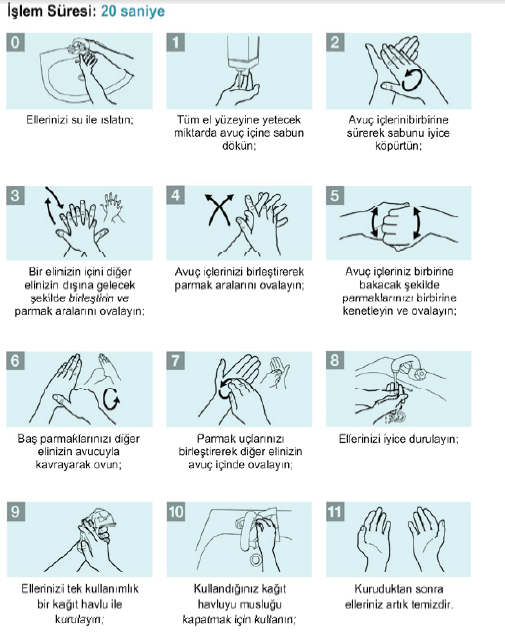 İşlem Süresi: 20 saniye
0
Ellerinizi su ile ıslatın;
1
Tüm el yüzeyine yetecek
miktarda avuç içine sabun
dökün;
2
Avuç içlerinibirbirine
sürerek sabunu iyice
köpürtün;
3
Bir elinizin içini diğer
elinizin dışına gelecek
şekilde birleştirin ve
parmak aralarını ovalayın;
4
Avuç içlerinizi birleştirerek
parmak aralarını ovalayın;
5
Avuç içleriniz birbirine
bakacak şekilde
parmaklarınızı birbirine
kenetleyin ve ovalayın;
6
Baş parmaklarınızı diğer
elinizin avucuyla
kavrayarak ovun;
7
Parmak uçlarınızı
birleştirerek diğer elinizin
avuç içinde ovalayın;
8
Ellerinizi iyice durulayın;
9
Ellerinizi tek kullanımlık
bir kağıt havlu ile
kurulayın;
10
Kullandığınız kağıt
havluyu musluğu
kapatmak için kullanın;
11
Kuruduktan sonra
elleriniz artık temizdir.